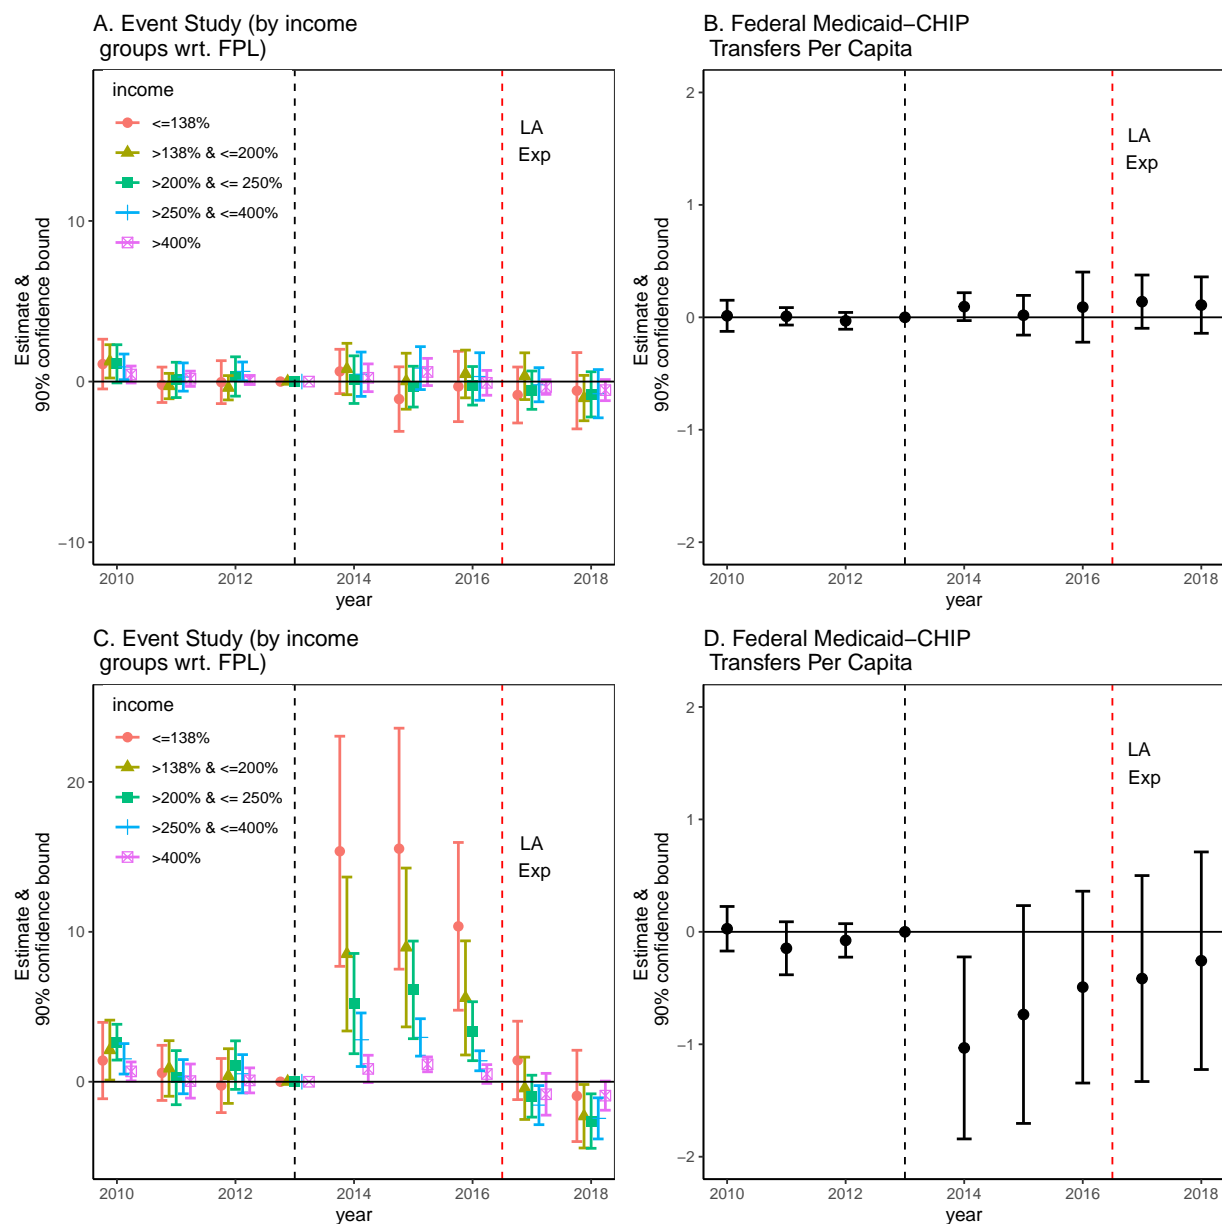 A. Event Study (by income
groups wrt. FPL)
income
<=138%
>138% & <=200%
>200% & <= 250%
>250% & <=400%
>400%
LA
Exp
Estimate &
90% confidence bound
10
0
−10
2010
2012
2014
2016
2018
year
B. Federal Medicaid−CHIP
Transfers Per Capita
LA
Exp
Estimate &
90% confidence bound
2
1
0
−1
−2
2010
2012
2014
2016
2018
year
C. Event Study (by income
groups wrt. FPL)
income
<=138%
>138% & <=200%
>200% & <= 250%
>250% & <=400%
>400%
LA
Exp
Estimate &
90% confidence bound
20
10
0
2010
2012
2014
2016
2018
year
D. Federal Medicaid−CHIP
Transfers Per Capita
LA
Exp
Estimate &
90% confidence bound
2
1
0
−1
−2
2010
2012
2014
2016
2018
year